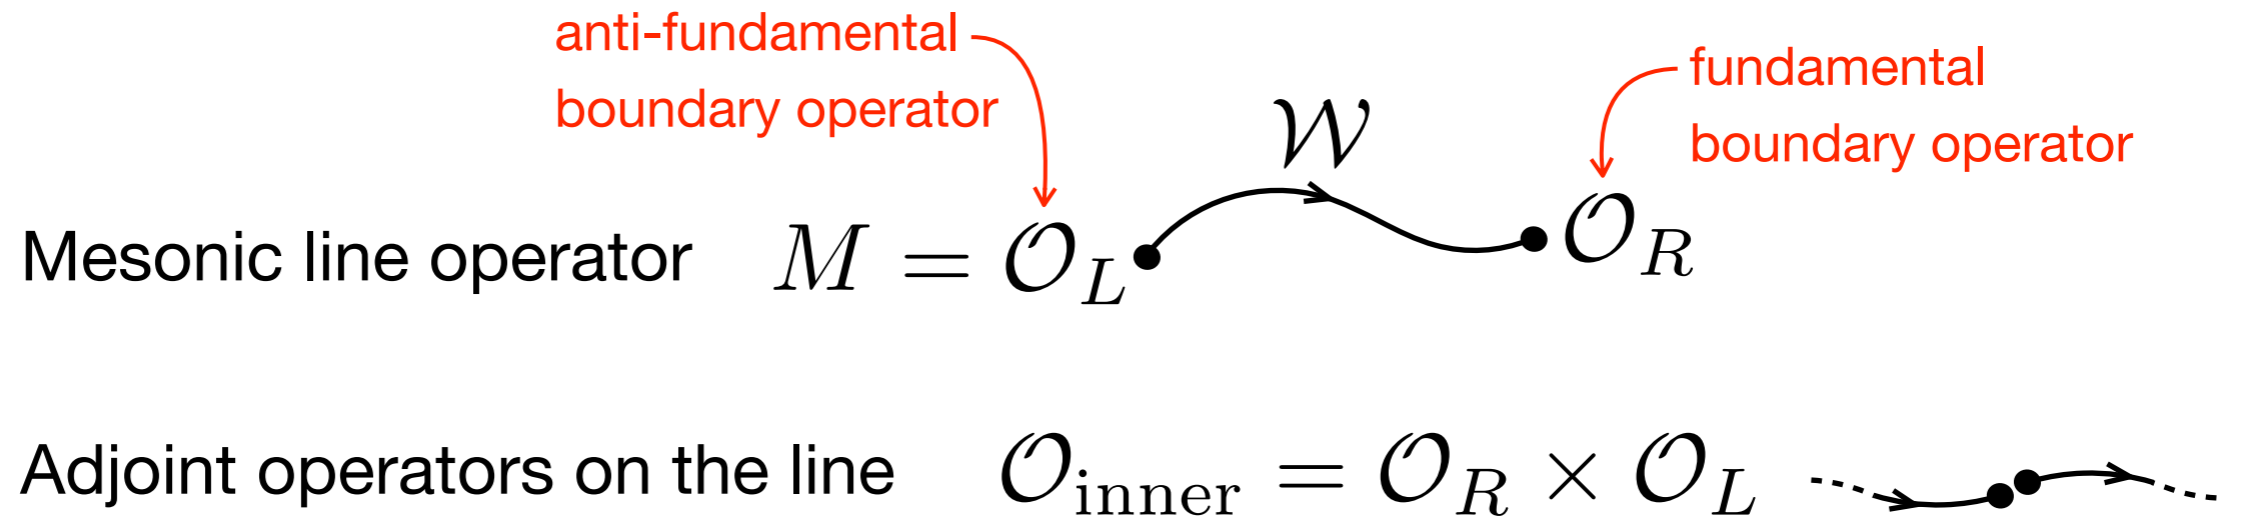 anti-fundamental
boundary operator
fundamental
boundary operator
𝒲
Mesonic line operator M = 𝒪_L 𝒪_R
Adjoint operators on the line 𝒪_inner = 𝒪_R × 𝒪_L